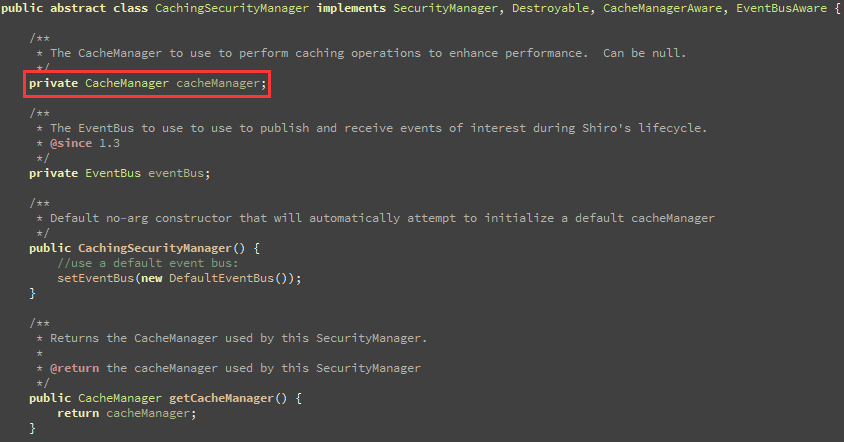 public abstract class CachingSecurityManager implements SecurityManager, Destroyable, CacheManagerAware, EventBusAware {
/**
* The CacheManager to use to perform caching operations to enhance performance.  Can be null.
*/
private CacheManager cacheManager;
/**
* The EventBus to use to use to publish and receive events of interest during Shiro's lifecycle.
* @since 1.3
*/
private EventBus eventBus;
/**
* Default no-arg constructor that will automatically attempt to initialize a default cacheManager
*/
public CachingSecurityManager() {
//use a default event bus:
setEventBus(new DefaultEventBus());
}
/**
* Returns the CacheManager used by this SecurityManager.
*
* @return the cacheManager used by this SecurityManager
*/
public CacheManager getCacheManager() {
return cacheManager;
}